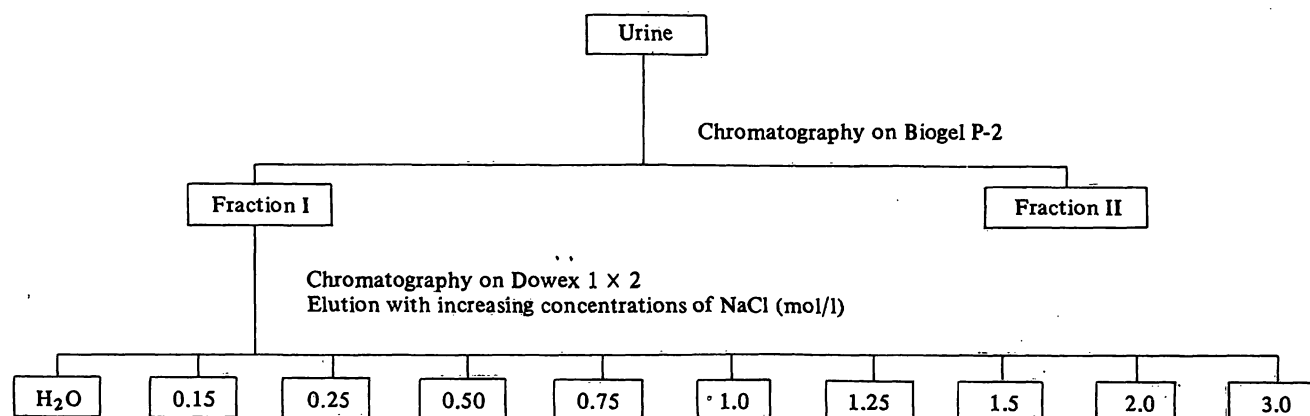 Urine
Chromatography on Biogel P-2
Fraction I
Fraction II
Chromatography on Dowex 1 × 2
Elution with increasing concentrations of NaCl (mol/l)
H₂O 0.15 0.25 0.50 0.75 1.0 1.25 1.5 2.0 3.0